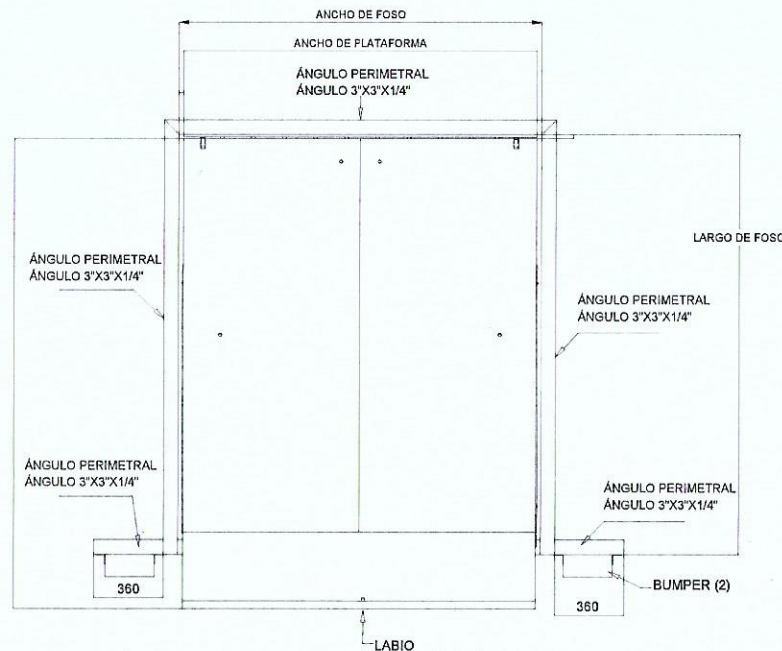 ANCHO DE FOSO
ANCHO DE PLATAFORMA
ÁNGULO PERIMETRAL
ÁNGULO 3"X3"X1/4"
LARGO DE FOSO
ÁNGULO PERIMETRAL
ÁNGULO 3"X3"X1/4"
ÁNGULO PERIMETRAL
ÁNGULO 3"X3"X1/4"
ÁNGULO PERIMETRAL
ÁNGULO 3"X3"X1/4"
ÁNGULO PERIMETRAL
ÁNGULO 3"X3"X1/4"
360
BUMPER (2)
360
LABIO